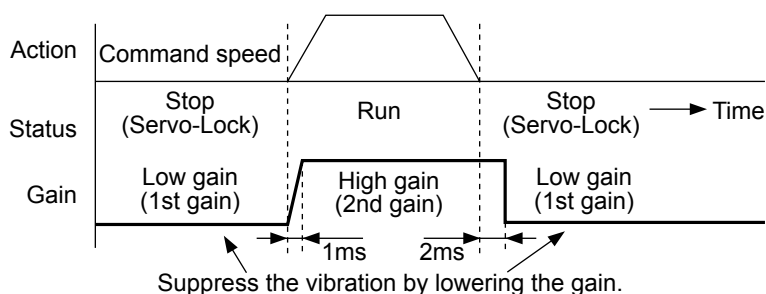 Action
Command speed
Status
Stop
(Servo-Lock)
Run
Stop
(Servo-Lock)
Time
Gain
Low gain
(1st gain)
High gain
(2nd gain)
Low gain
(1st gain)
1ms
2ms
Suppress the vibration by lowering the gain.